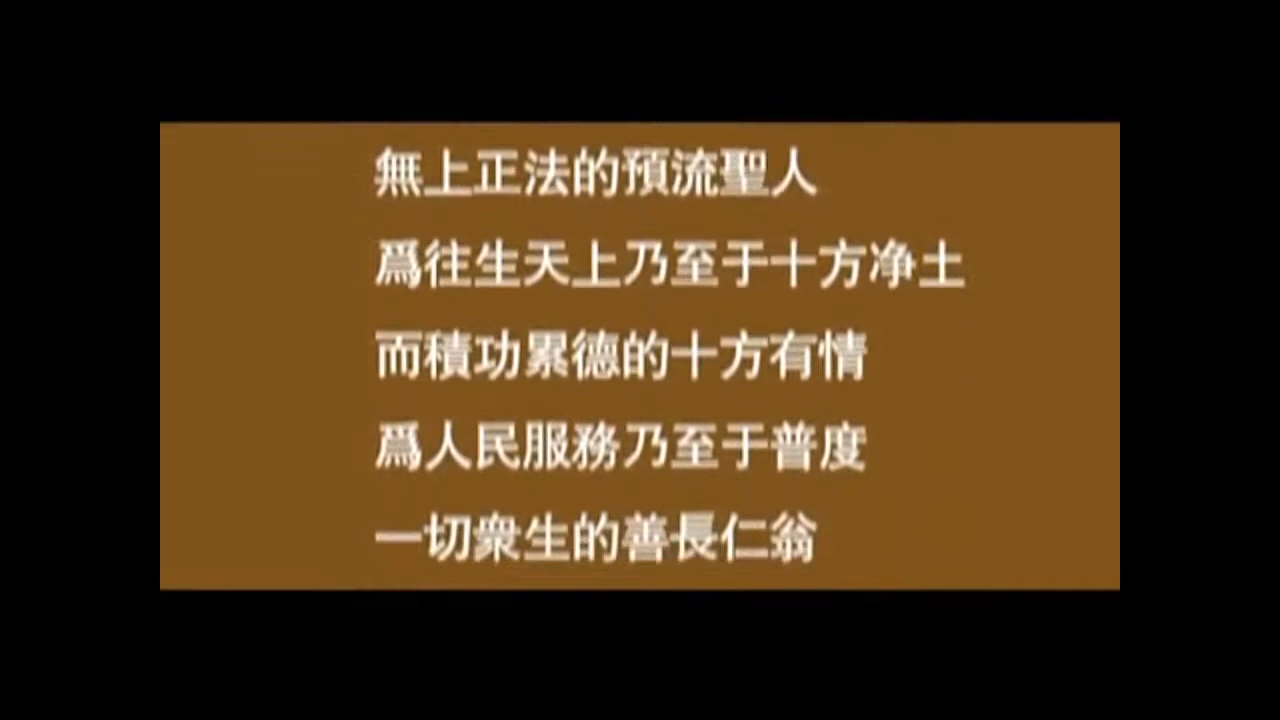 無上正法的預流聖人
爲往生天上乃至于十方净土
而積功累德的十方有情
爲人民服務乃至于普度
一切衆生的善長仁翁